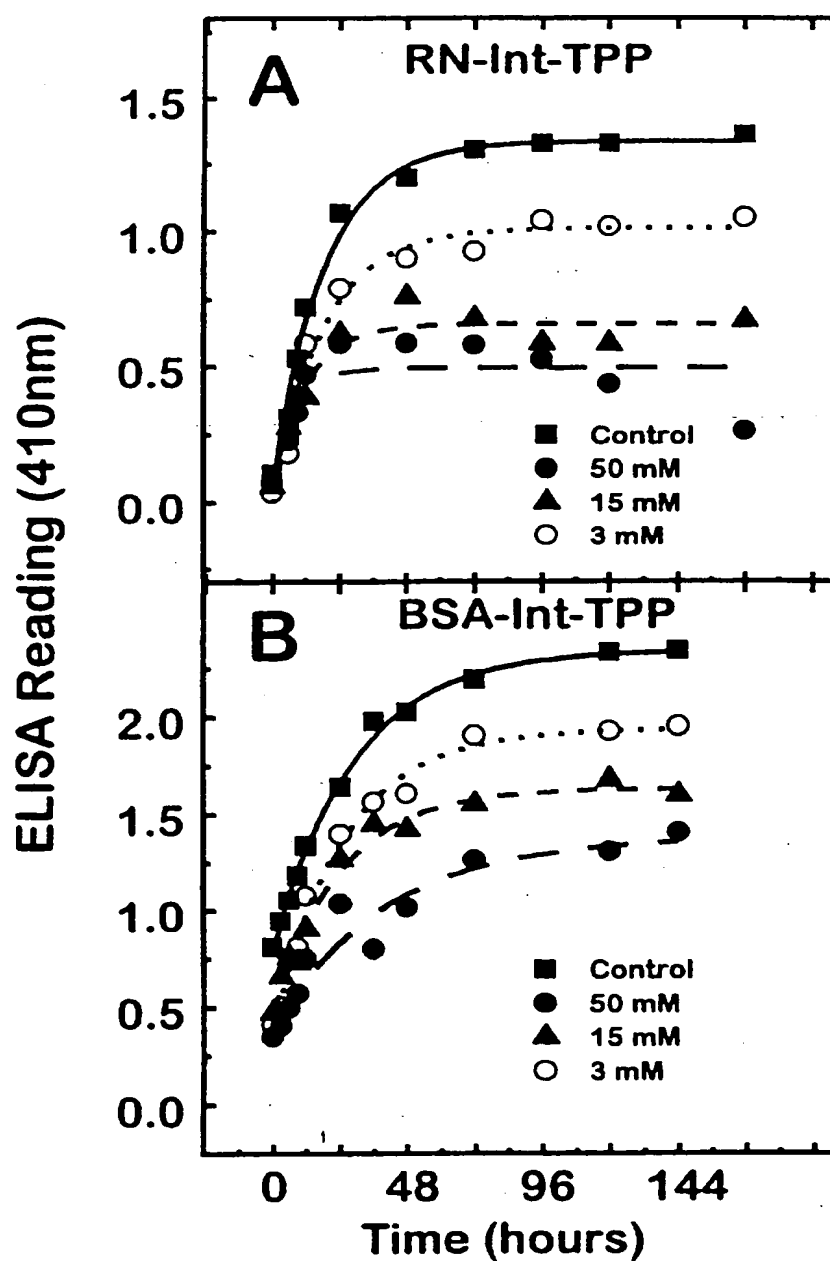 A
RN-Int-TPP
1.5
1.0
0.5
0.0
Control
50 mM
15 mM
3 mM
ELISA Reading (410nm)
B
BSA-Int-TPP
2.0
1.5
1.0
0.5
0.0
Control
50 mM
15 mM
3 mM
0 48 96 144
Time (hours)